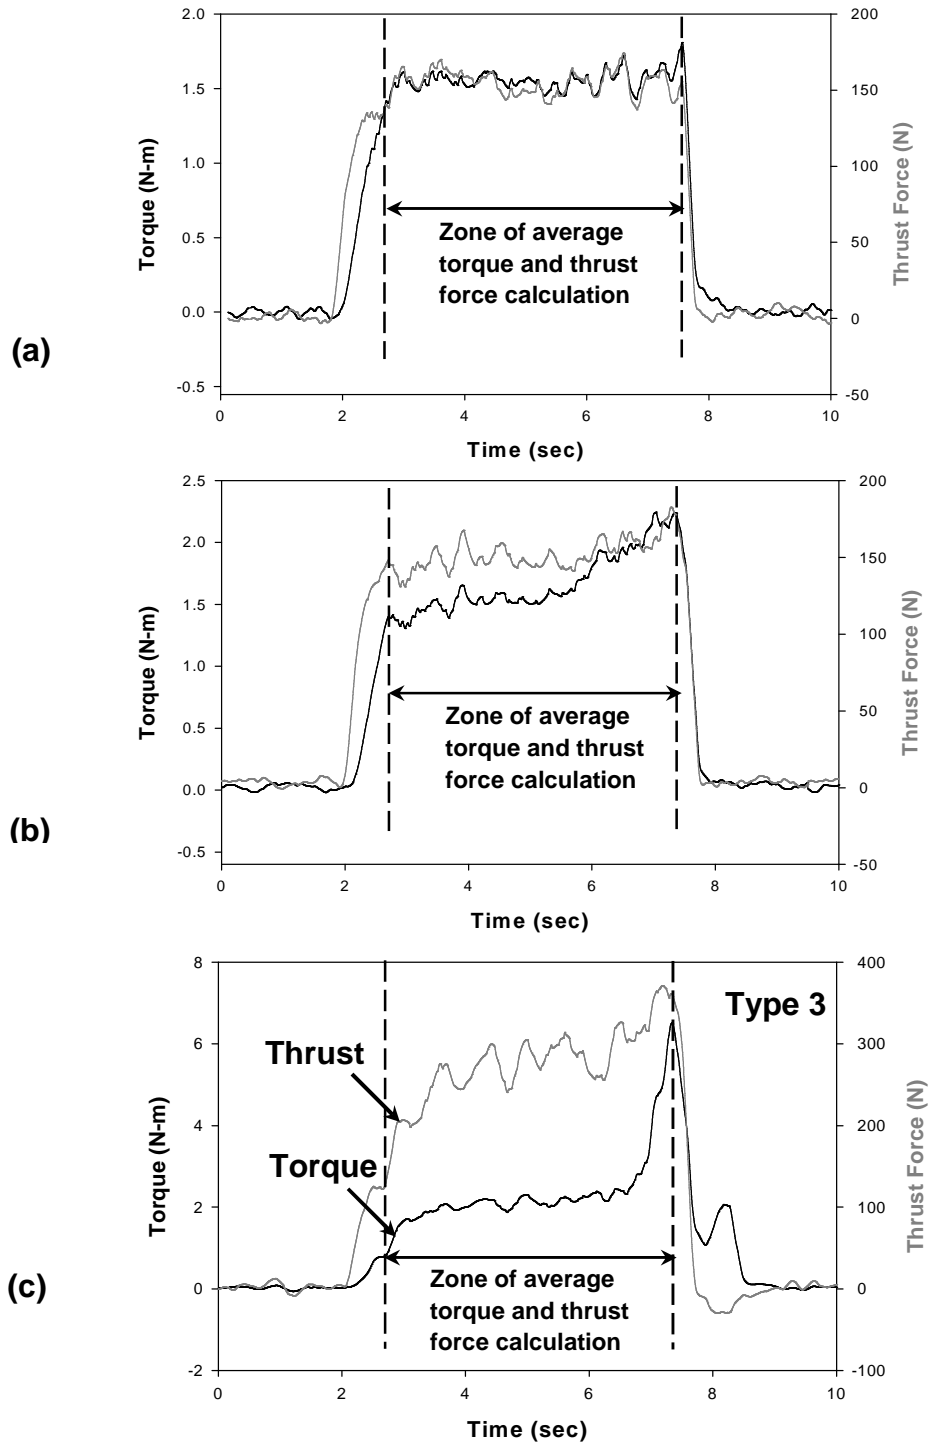 2.0
1.5
1.0
0.5
0.0
-0.5
Torque (N-m)
200
150
100
50
0
-50
Thrust Force (N)
Zone of average
torque and thrust
force calculation
(a)
0 2 4 6 8 10
Time (sec)
2.5
2.0
1.5
1.0
0.5
0.0
-0.5
Torque (N-m)
200
150
100
50
0
-50
Thrust Force (N)
Zone of average
torque and thrust
force calculation
(b)
0 2 4 6 8 10
Time (sec)
8
6
4
2
0
-2
Torque (N-m)
400
300
200
100
0
-100
Thrust Force (N)
Type 3
Thrust
Torque
Zone of average
torque and thrust
force calculation
(c)
0 2 4 6 8 10
Time (sec)